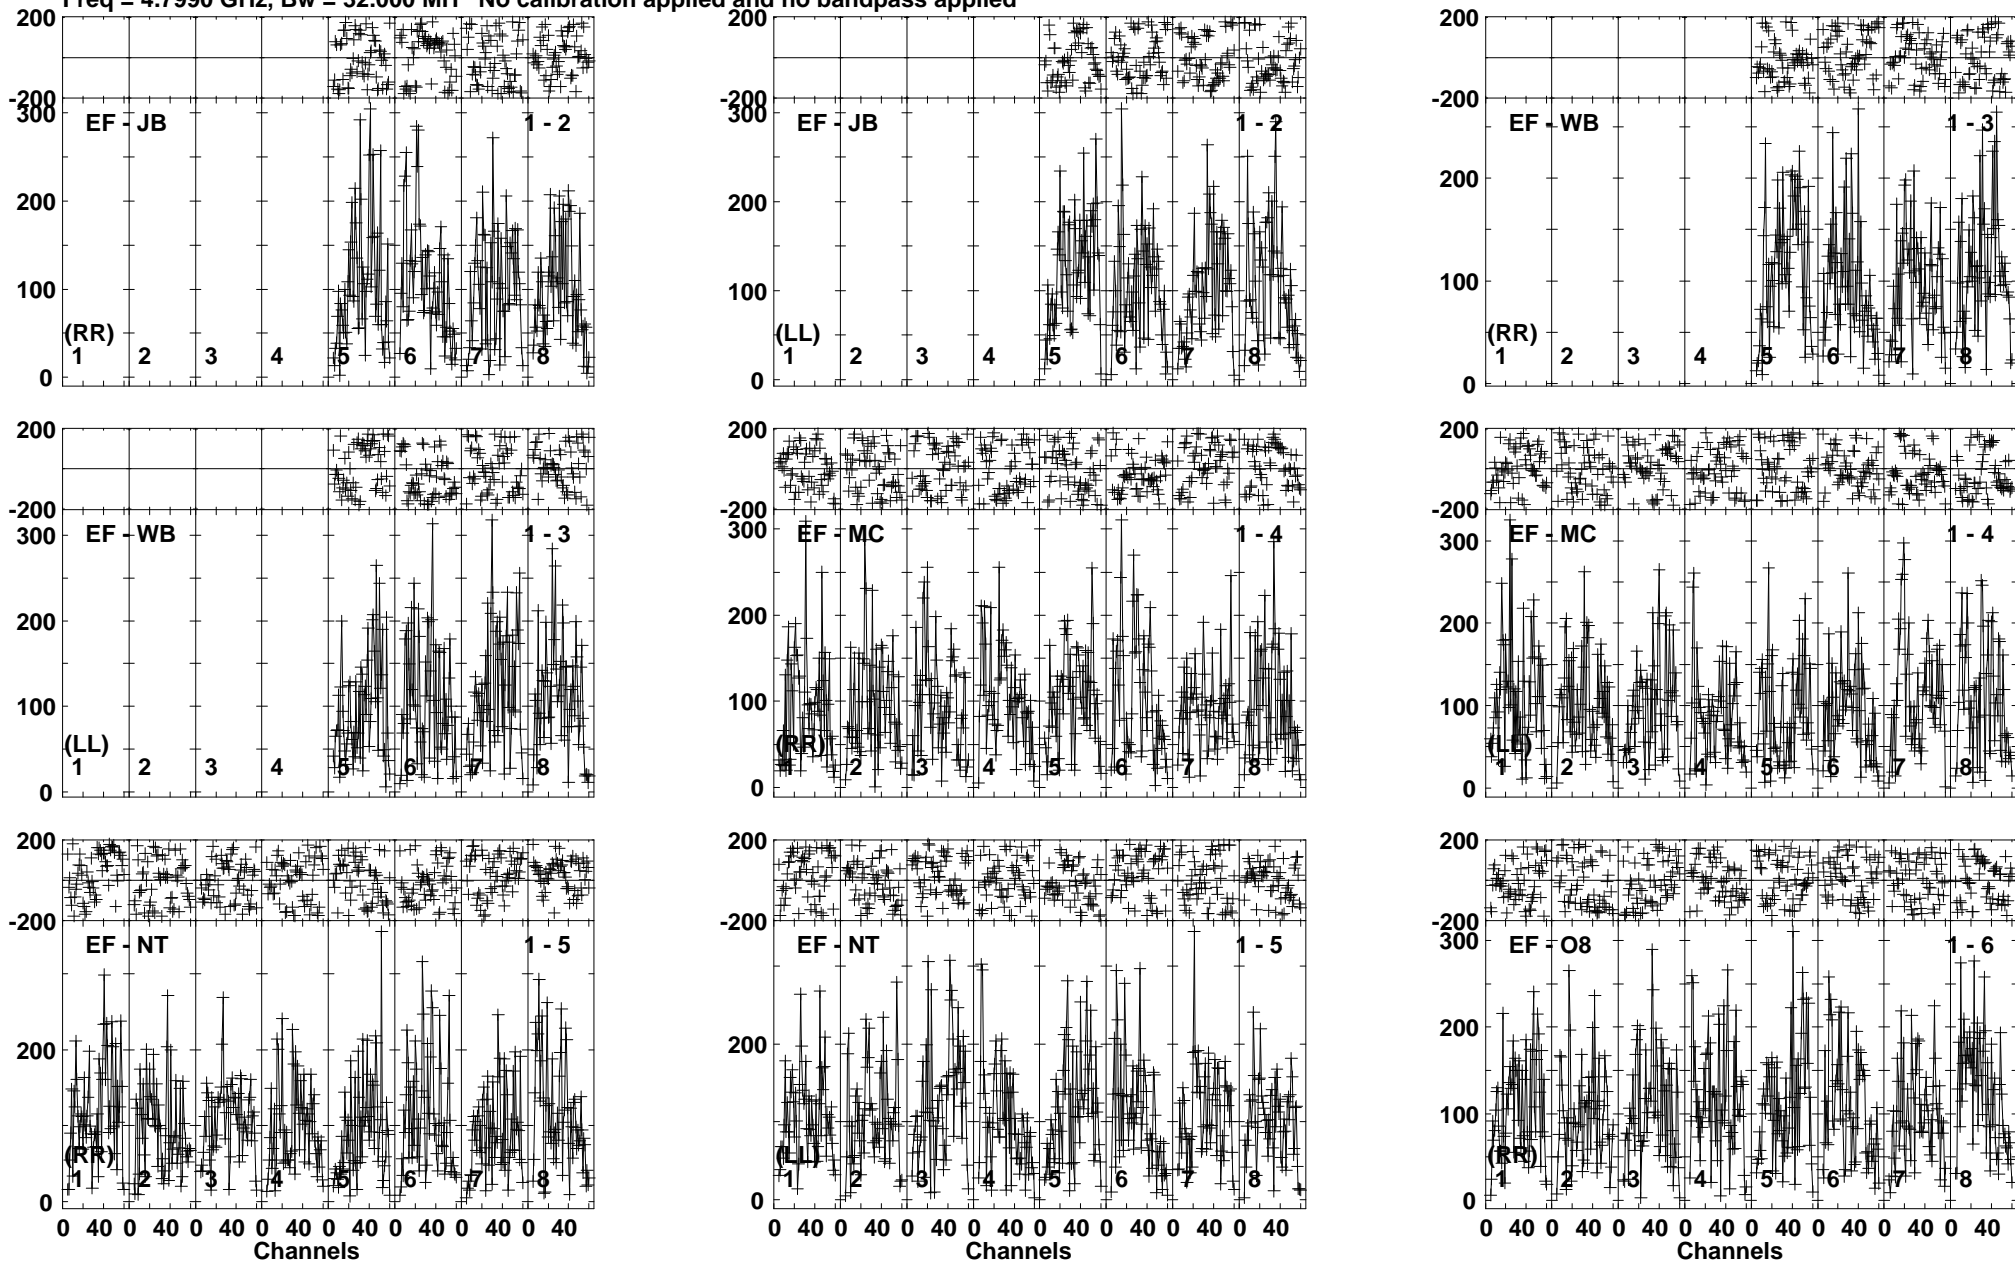 Freq = 4.7990 GHz, Bw = 32.000 MH No calibration applied and no bandpass applied
200 200 200
-200 -200 -200
300 EF - JB 1 - 2 300 EF - JB 1 - 2 EF - WB 1 - 3
200 200 200
100 100 100
(RR) (LL) (RR)
1 2 3 4 5 6 7 8 1 2 3 4 5 6 7 8 1 2 3 4 5 6 7 8
0 0 0
200 200 200
-200 -200 -200
300 EF - WB 1 - 3 300 EF - MC 1 - 4 300 EF - MC 1 - 4
200 200 200
100 100 100
(LL) (RR) (LL)
1 2 3 4 5 6 7 8 1 2 3 4 5 6 7 8 1 2 3 4 5 6 7 8
0 0 0
200 200 200
-200 -200 -200
EF - NT 1 - 5 EF - NT 1 - 5 300 EF - O8 1 - 6
200 200 200
100
(RR) (LL) (RR)
1 2 3 4 5 6 7 8 1 2 3 4 5 6 7 8 1 2 3 4 5 6 7 8
0 0 0
0 40 0 40 0 40 0 40 0 40 0 40 0 40 0 40 0 40 0 40 0 40 0 40 0 40 0 40 0 40 0 40 0 40 0 40 0 40 0 40 0 40 0 40 0 40 0 40
Channels Channels Channels